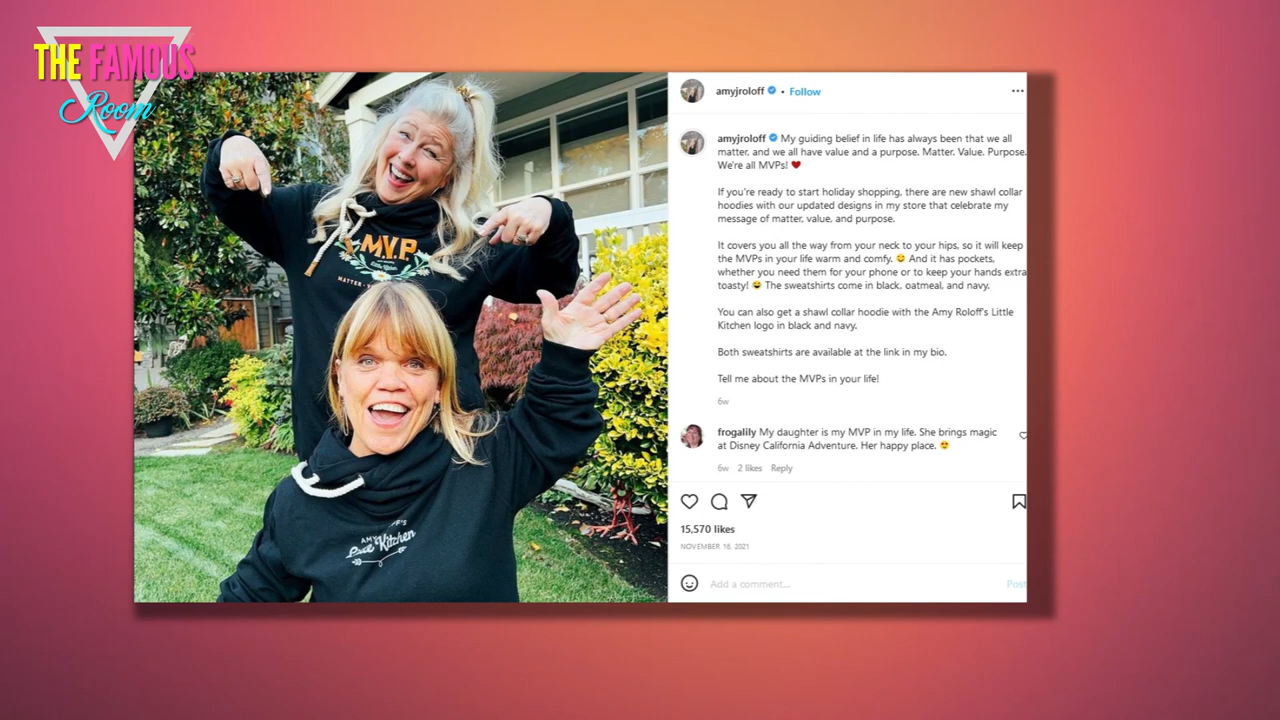 THE FAMOUS
Room
M.V.P.
AMY
Little Kitchen
amyjroloff • Follow
amyjroloff My guiding belief in life has always been that we all
matter, and we all have value and a purpose. Matter. Value. Purpose.
We're all MVPs! ❤️
If you're ready to start holiday shopping, there are new shawl collar
hoodies with our updated designs in my store that celebrate my
message of matter, value, and purpose.
It covers you all the way from your neck to your hips, so it will keep
the MVPs in your life warm and comfy. 😉 And it has pockets,
whether you need them for your phone or to keep your hands extra
toasty! 😄 The sweatshirts come in black, oatmeal, and navy.
You can also get a shawl collar hoodie with the Amy Roloff's Little
Kitchen logo in black and navy.
Both sweatshirts are available at the link in my bio.
Tell me about the MVPs in your life!
6w
frogalily My daughter is my MVP in my life. She brings magic
at Disney California Adventure. Her happy place. 😍
6w 2 likes Reply
15,570 likes
NOVEMBER 16, 2021
Add a comment...
Post